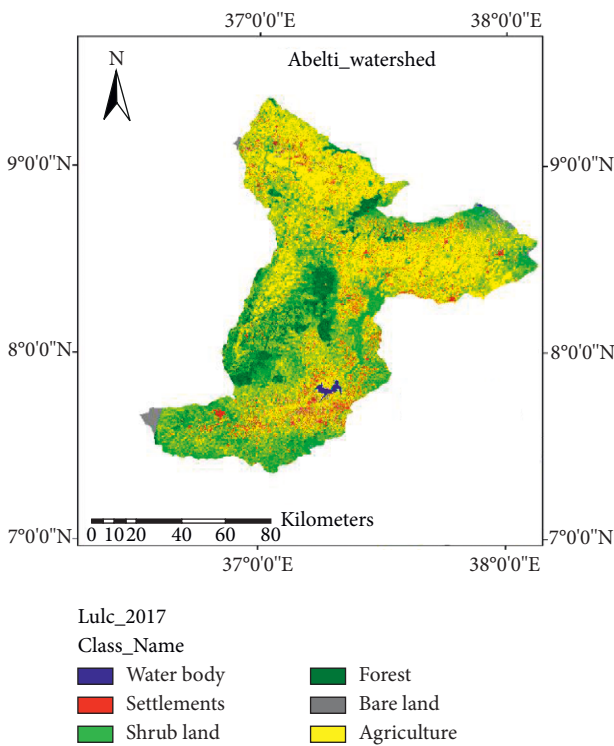 37°0'0"E 38°0'0"E
N Abelti_watershed
9°0'0"N 9°0'0"N
8°0'0"N 8°0'0"N
Kilometers
0 10 20 40 60 80
7°0'0"N 7°0'0"N
37°0'0"E 38°0'0"E
Lulc_2017
Class_Name
Water body Forest
Settlements Bare land
Shrub land Agriculture